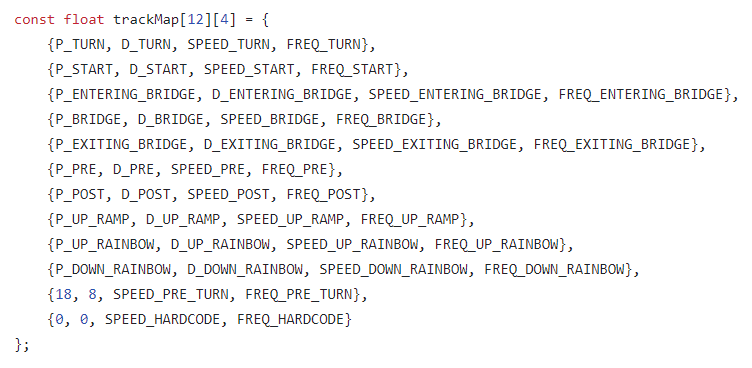 const float trackMap[12][4] = {
    {P_TURN, D_TURN, SPEED_TURN, FREQ_TURN},
    {P_START, D_START, SPEED_START, FREQ_START},
    {P_ENTERING_BRIDGE, D_ENTERING_BRIDGE, SPEED_ENTERING_BRIDGE, FREQ_ENTERING_BRIDGE},
    {P_BRIDGE, D_BRIDGE, SPEED_BRIDGE, FREQ_BRIDGE},
    {P_EXITING_BRIDGE, D_EXITING_BRIDGE, SPEED_EXITING_BRIDGE, FREQ_EXITING_BRIDGE},
    {P_PRE, D_PRE, SPEED_PRE, FREQ_PRE},
    {P_POST, D_POST, SPEED_POST, FREQ_POST},
    {P_UP_RAMP, D_UP_RAMP, SPEED_UP_RAMP, FREQ_UP_RAMP},
    {P_UP_RAINBOW, D_UP_RAINBOW, SPEED_UP_RAINBOW, FREQ_UP_RAINBOW},
    {P_DOWN_RAINBOW, D_DOWN_RAINBOW, SPEED_DOWN_RAINBOW, FREQ_DOWN_RAINBOW},
    {18, 8, SPEED_PRE_TURN, FREQ_PRE_TURN},
    {0, 0, SPEED_HARDCODE, FREQ_HARDCODE}
};